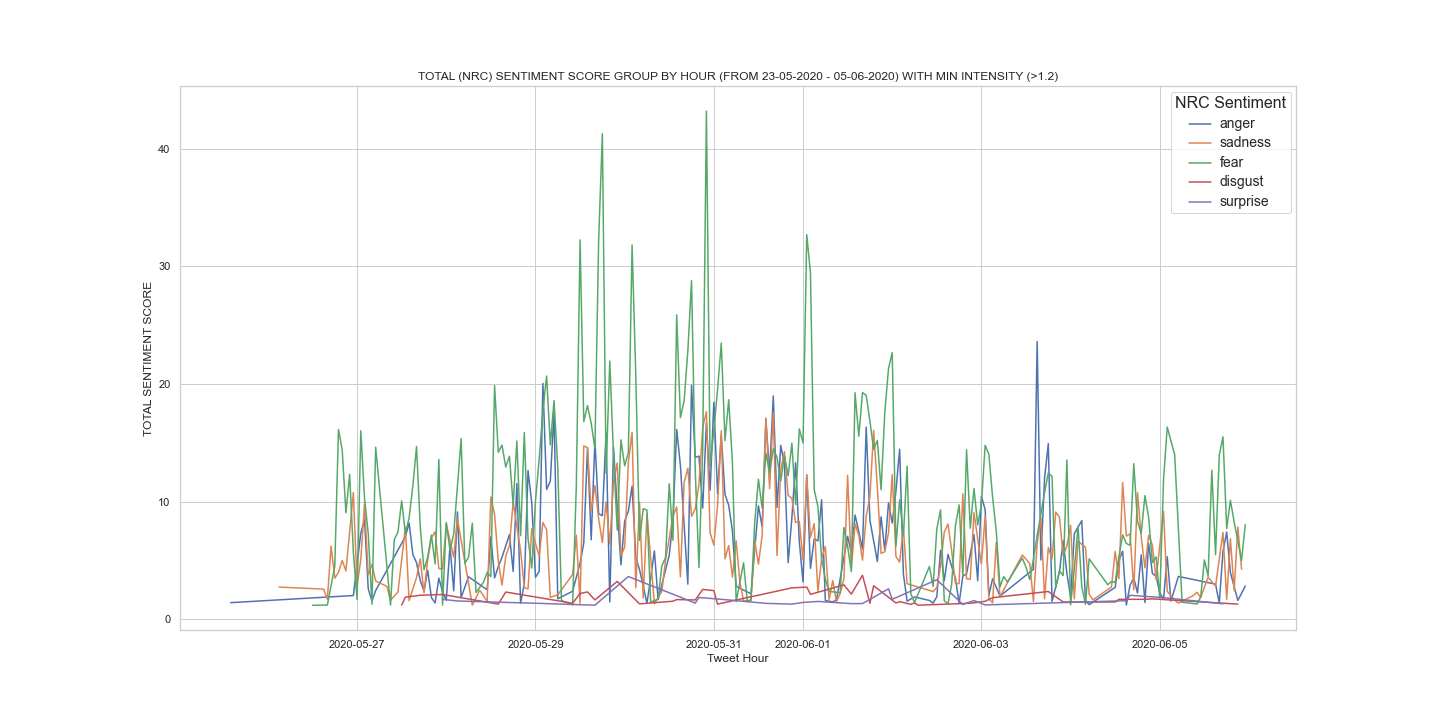 TOTAL (NRC) SENTIMENT SCORE GROUP BY HOUR (FROM 23-05-2020 - 05-06-2020) WITH MIN INTENSITY (>1.2)
NRC Sentiment
anger
sadness
fear
disgust
surprise
TOTAL SENTIMENT SCORE
40
30
20
10
0
2020-05-27 2020-05-29 2020-05-31 2020-06-01 2020-06-03 2020-06-05
Tweet Hour